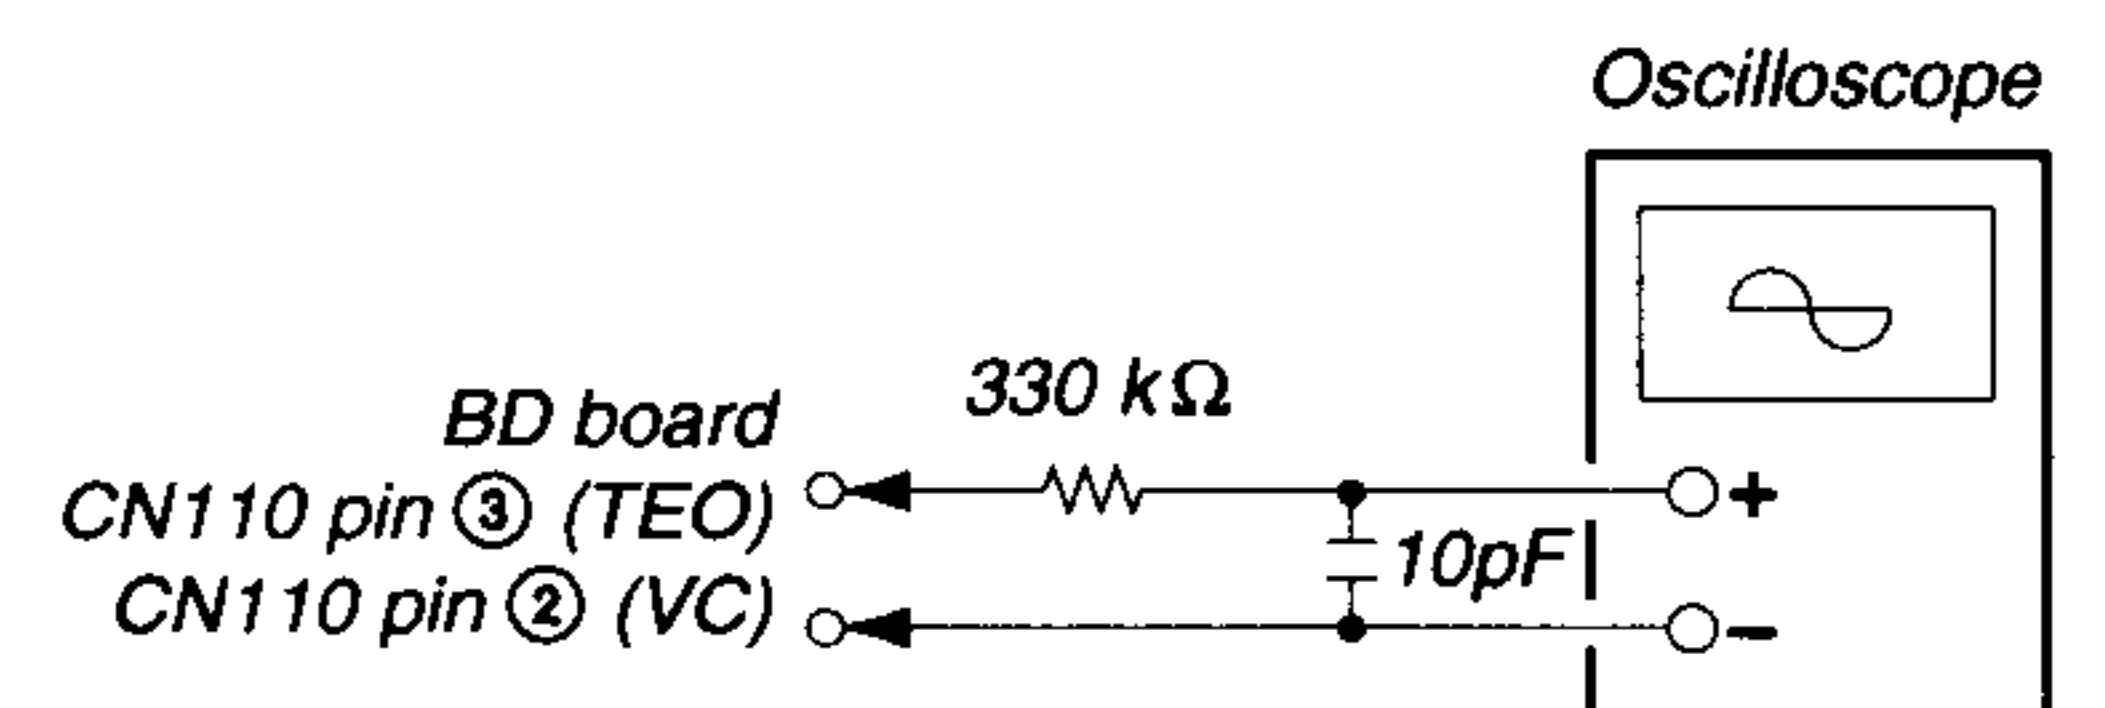 Oscilloscope
330 kΩ
BD board
CN110 pin ③ (TEO)
+
10pF
CN110 pin ② (VC)
−